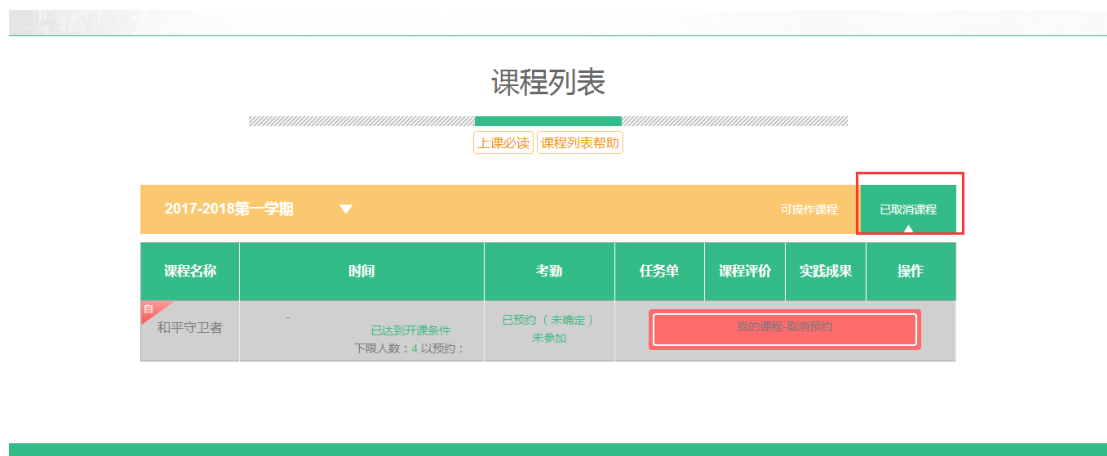 课程列表
上课必读 课程列表帮助
2017-2018第一学期 可操作课程 已取消课程
课程名称 时间 考勤 任务单 课程评价 实践成果 操作
自
和平守卫者
-
已达到开课条件
下限人数：4 以预约：
已预约（未确定）
未参加
我的课程-取消预约